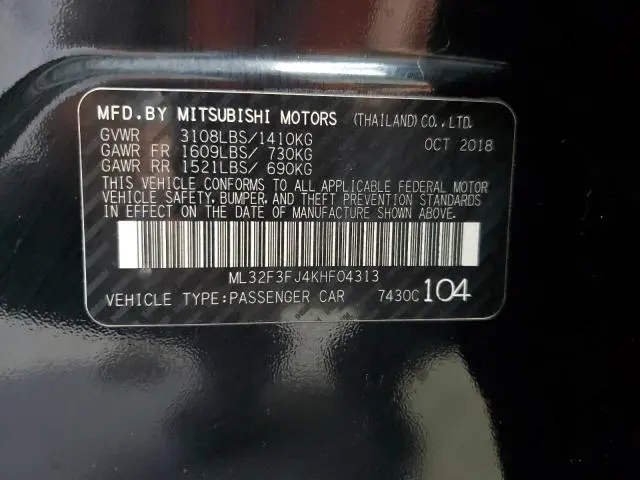 MFD.BY MITSUBISHI MOTORS (THAILAND)CO.,LTD.
GVWR 3108LBS/1410KG OCT 2018
GAWR FR 1609LBS/ 730KG
GAWR RR 1521LBS/ 690KG
THIS VEHICLE CONFORMS TO ALL APPLICABLE FEDERAL MOTOR
VEHICLE SAFETY, BUMPER, AND THEFT PREVENTION STANDARDS
IN EFFECT ON THE DATE OF MANUFACTURE SHOWN ABOVE.
ML32F3FJ4KHF04313
VEHICLE TYPE:PASSENGER CAR 7430C 104